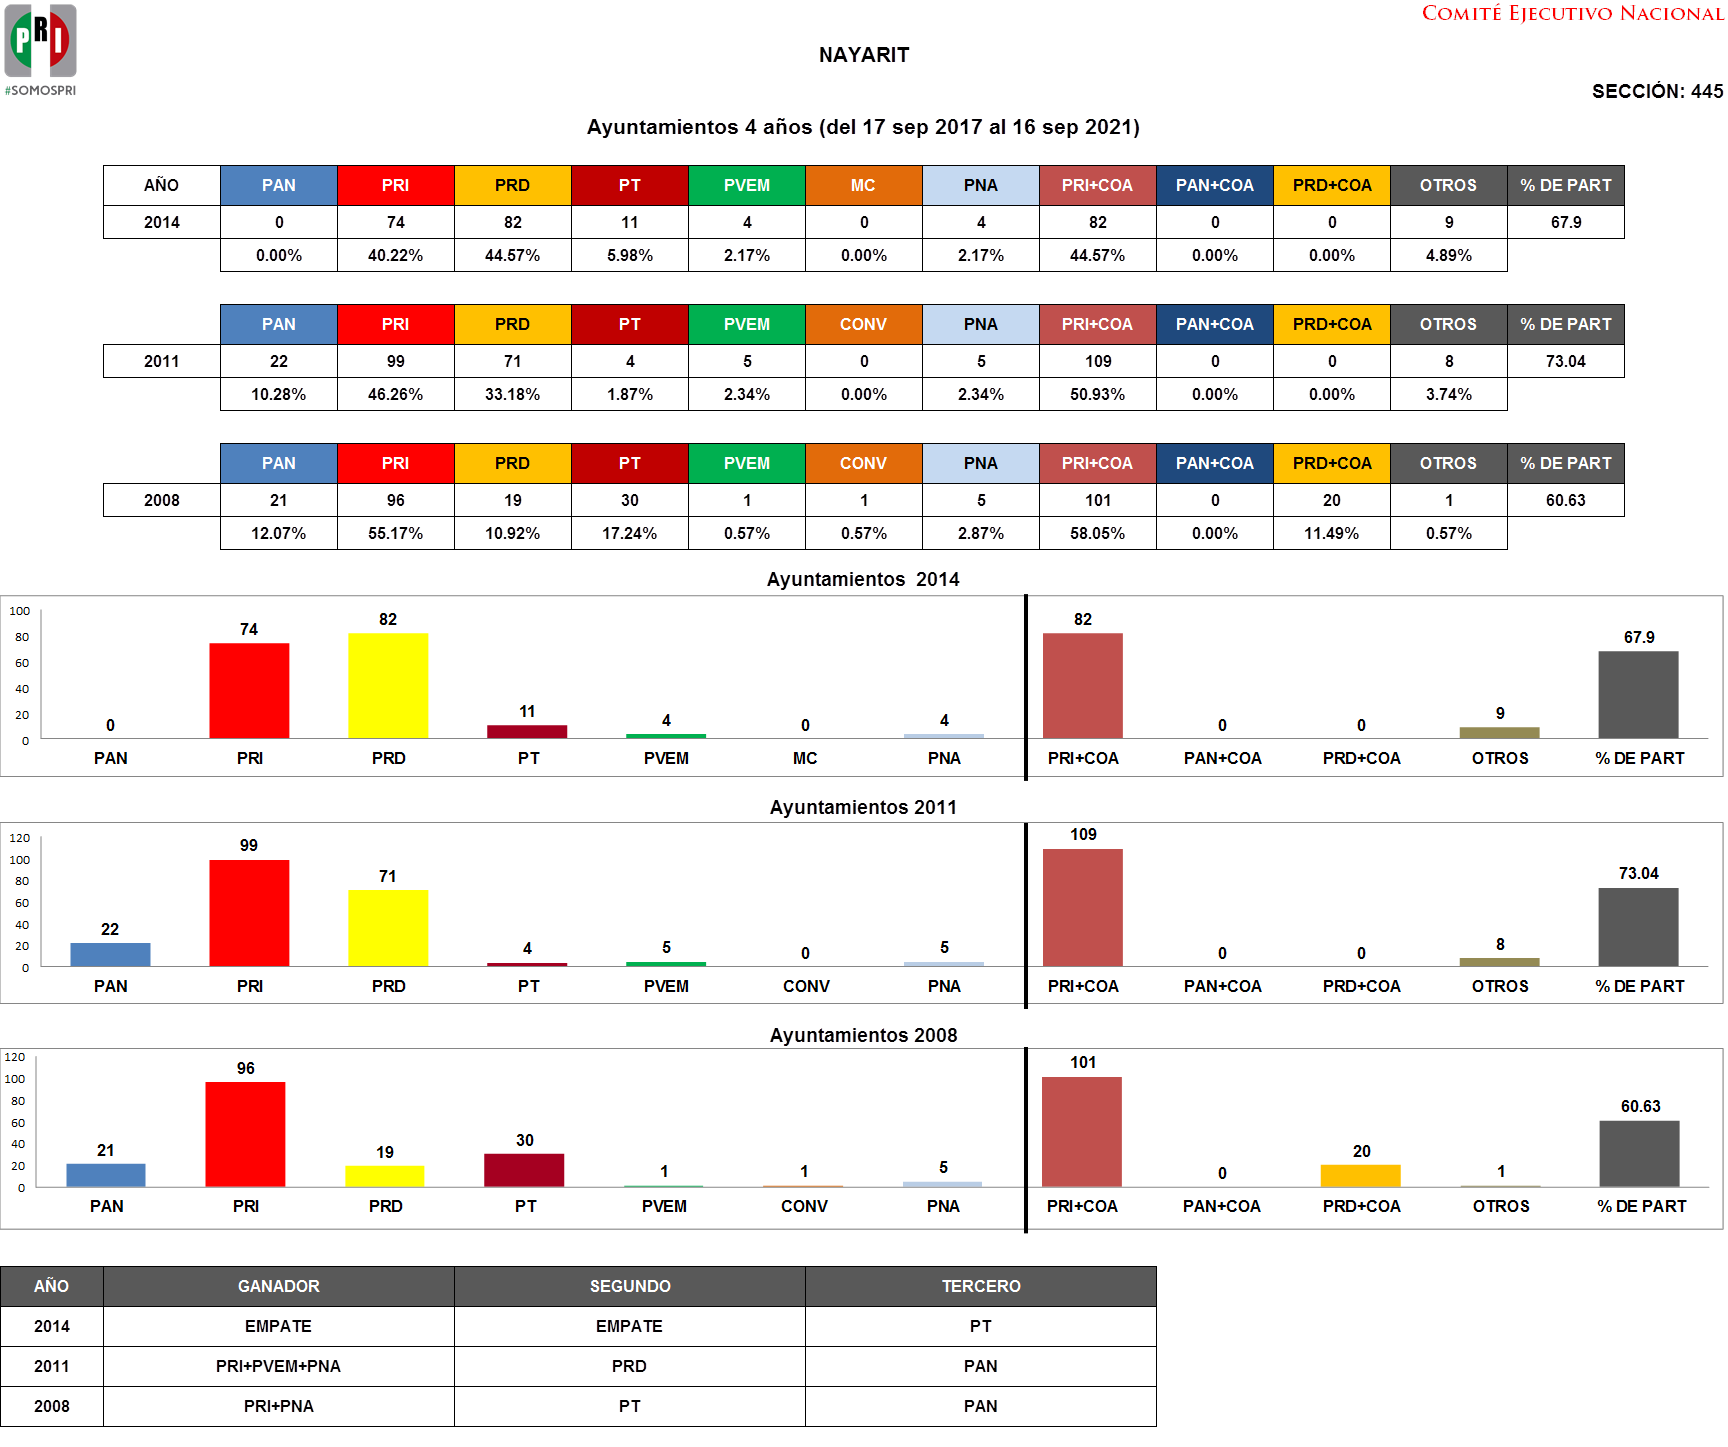 PRI
#SOMOSPRI
COMITÉ EJECUTIVO NACIONAL
NAYARIT
SECCIÓN: 445
Ayuntamientos 4 años (del 17 sep 2017 al 16 sep 2021)
AÑO PAN PRI PRD PT PVEM MC PNA PRI+COA PAN+COA PRD+COA OTROS % DE PART
2014 0 74 82 11 4 0 4 82 0 0 9 67.9
0.00% 40.22% 44.57% 5.98% 2.17% 0.00% 2.17% 44.57% 0.00% 0.00% 4.89%
PAN PRI PRD PT PVEM CONV PNA PRI+COA PAN+COA PRD+COA OTROS % DE PART
2011 22 99 71 4 5 0 5 109 0 0 8 73.04
10.28% 46.26% 33.18% 1.87% 2.34% 0.00% 2.34% 50.93% 0.00% 0.00% 3.74%
PAN PRI PRD PT PVEM CONV PNA PRI+COA PAN+COA PRD+COA OTROS % DE PART
2008 21 96 19 30 1 1 5 101 0 20 1 60.63
12.07% 55.17% 10.92% 17.24% 0.57% 0.57% 2.87% 58.05% 0.00% 11.49% 0.57%
Ayuntamientos 2014
100
80
60
40
20
0
0 74 82 11 4 0 4 82 0 0 9 67.9
PAN PRI PRD PT PVEM MC PNA PRI+COA PAN+COA PRD+COA OTROS % DE PART
Ayuntamientos 2011
120
100
80
60
40
20
0
22 99 71 4 5 0 5 109 0 0 8 73.04
PAN PRI PRD PT PVEM CONV PNA PRI+COA PAN+COA PRD+COA OTROS % DE PART
Ayuntamientos 2008
120
100
80
60
40
20
0
21 96 19 30 1 1 5 101 0 20 1 60.63
PAN PRI PRD PT PVEM CONV PNA PRI+COA PAN+COA PRD+COA OTROS % DE PART
AÑO GANADOR SEGUNDO TERCERO
2014 EMPATE EMPATE PT
2011 PRI+PVEM+PNA PRD PAN
2008 PRI+PNA PT PAN